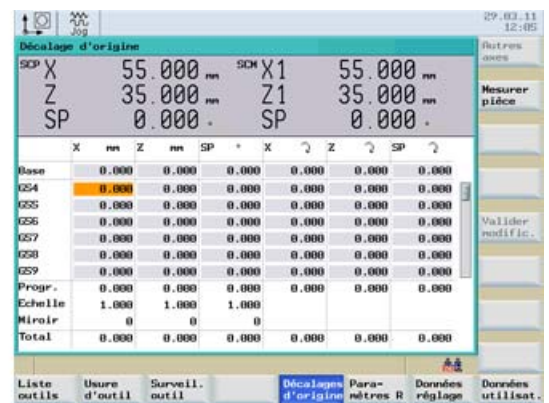 Jog
29.03.11
12:05
Décalage d'origine
Autres axes
SCP X 55.000 mm SCM X1 55.000 mm
Z 35.000 mm Z1 35.000 mm
SP 0.000 ° SP 0.000 °
Mesurer pièce
X mm Z mm SP ° X Z SP
Base 0.000 0.000 0.000 0.000 0.000 0.000
G54 0.000 0.000 0.000 0.000 0.000 0.000
G55 0.000 0.000 0.000 0.000 0.000 0.000
G56 0.000 0.000 0.000 0.000 0.000 0.000
G57 0.000 0.000 0.000 0.000 0.000 0.000
G58 0.000 0.000 0.000 0.000 0.000 0.000
G59 0.000 0.000 0.000 0.000 0.000 0.000
Valider modific.
Progr. 0.000 0.000 0.000 0.000 0.000 0.000
Echelle 1.000 1.000 1.000
Miroir 0 0 0
Total 0.000 0.000 0.000 0.000 0.000 0.000
Liste outils
Usure d'outil
Surveil. outil
Décalages d'origine
Para- mètres R
Données réglage
Données utilisat.